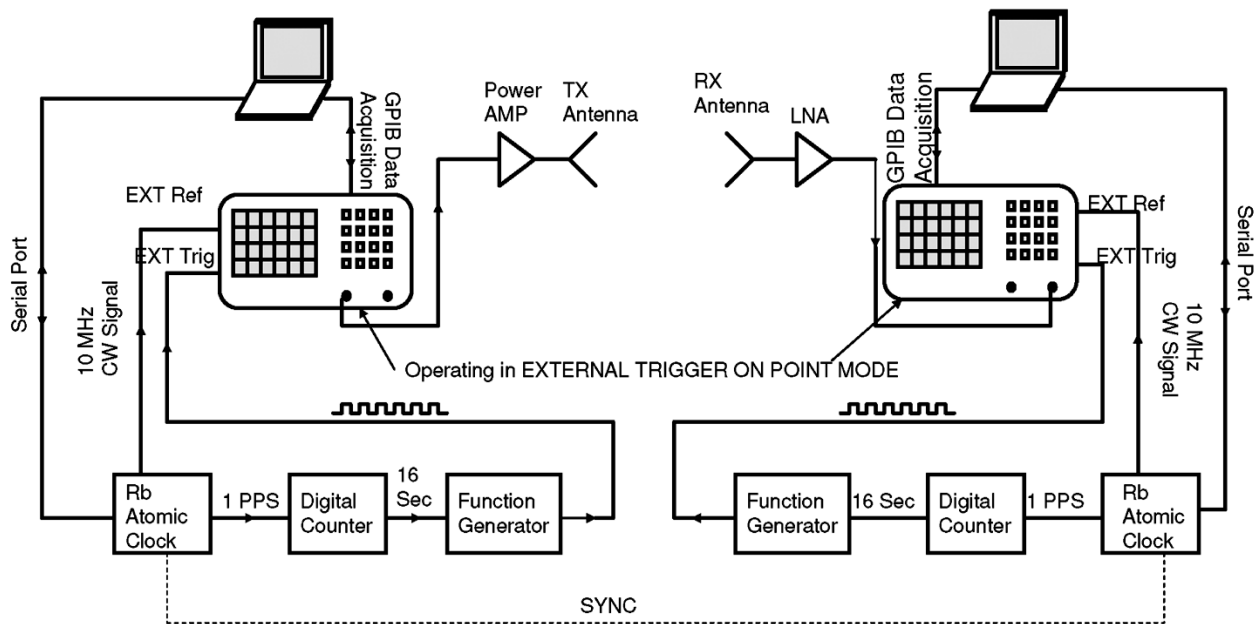 Power
AMP
TX
Antenna
RX
Antenna
LNA
GPIB Data
Acquisition
GPIB Data
Acquisition
EXT Ref
EXT Trig
EXT Ref
EXT Trig
Serial Port
10 MHz
CW Signal
Serial Port
10 MHz
CW Signal
Operating in EXTERNAL TRIGGER ON POINT MODE
Rb
Atomic
Clock
1 PPS
Digital
Counter
16
Sec
Function
Generator
Function
Generator
16 Sec
Digital
Counter
1 PPS
Rb
Atomic
Clock
SYNC